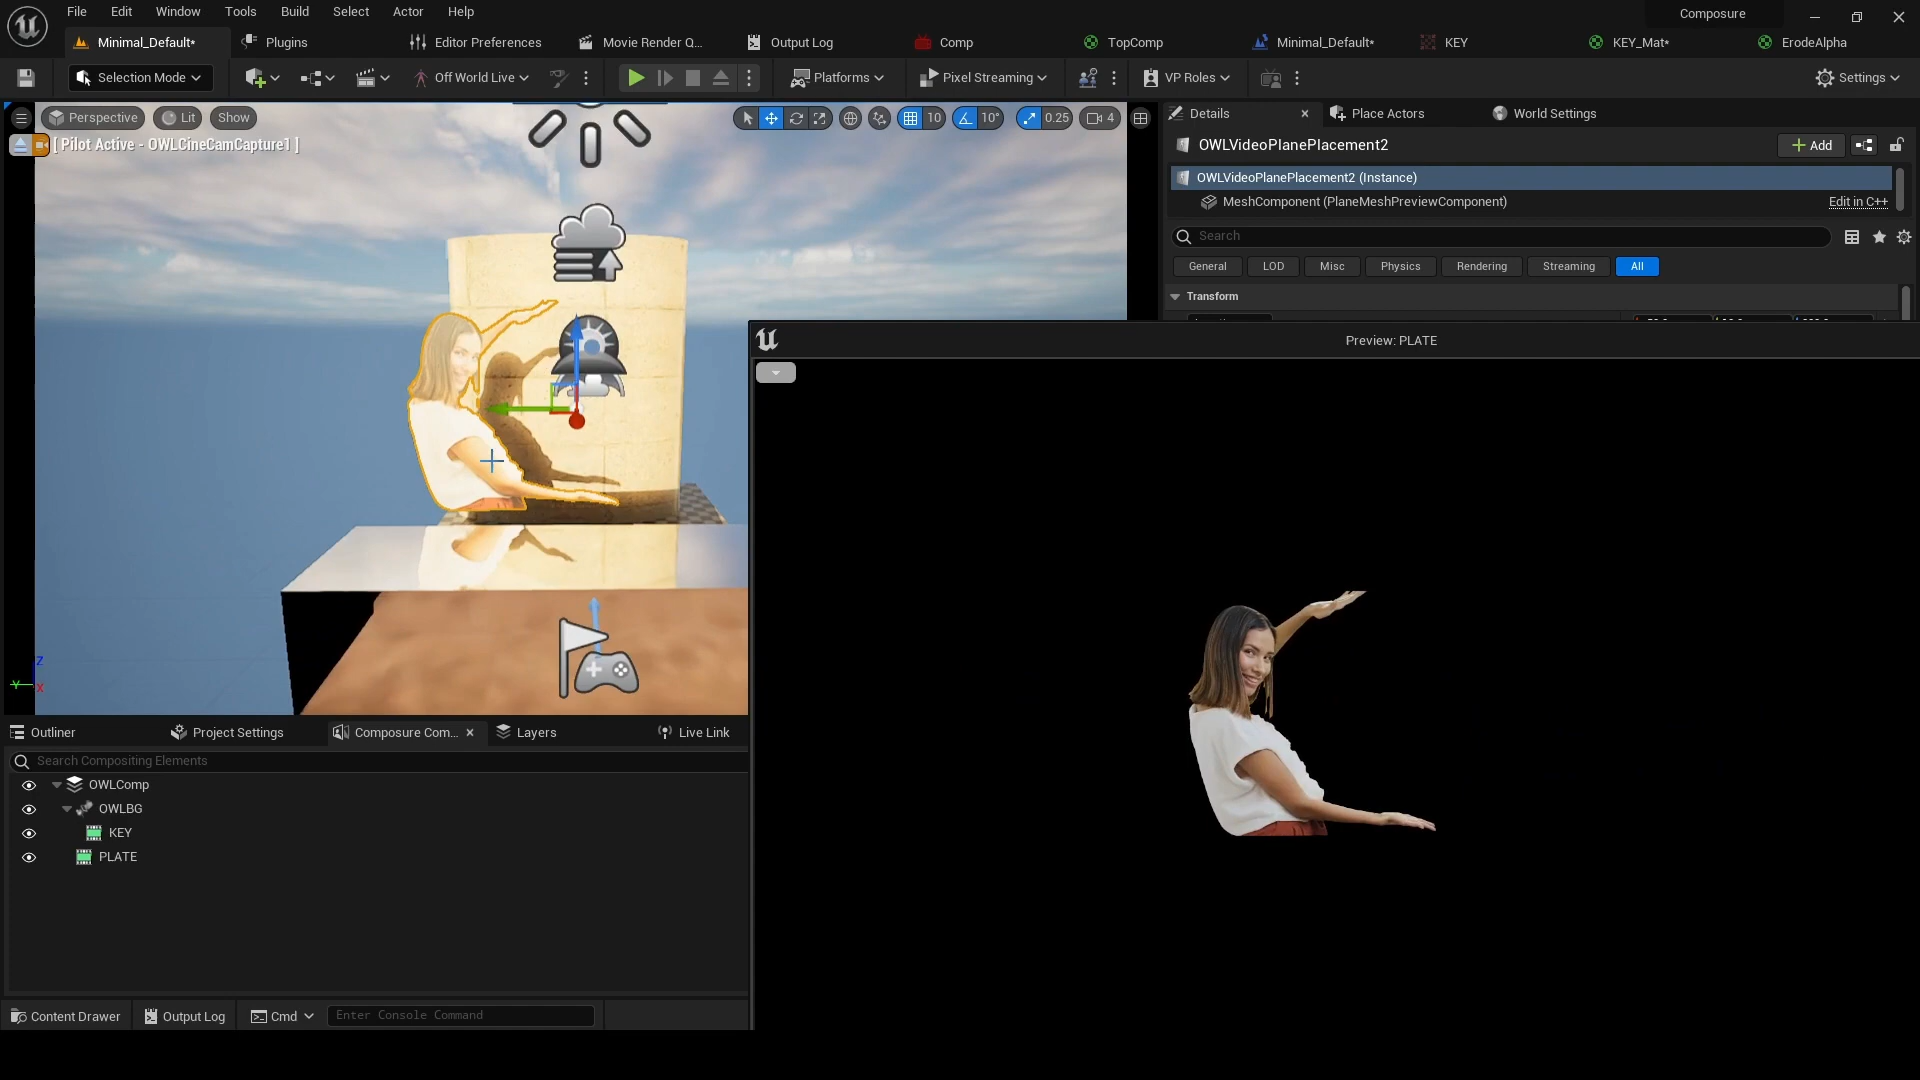 File Edit Window Tools Build Select Actor Help
Composure
Minimal_Default*
Plugins
Editor Preferences
Movie Render Q...
Output Log
Comp
TopComp
Minimal_Default*
KEY
KEY_Mat*
ErodeAlpha
Selection Mode
Off World Live
Platforms
Pixel Streaming
VP Roles
Settings
Perspective
Lit
Show
10
10°
0.25
4
[ Pilot Active - OWLCineCamCapture1 ]
Details
Place Actors
World Settings
OWLVideoPlanePlacement2
Add
OWLVideoPlanePlacement2 (Instance)
MeshComponent (PlaneMeshPreviewComponent)
Edit in C++
Search
General
LOD
Misc
Physics
Rendering
Streaming
All
Transform
Preview: PLATE
Z
Y
X
Outliner
Project Settings
Composure Com...
Layers
Live Link
Search Compositing Elements
OWLComp
OWLBG
KEY
PLATE
Content Drawer
Output Log
Cmd
Enter Console Command